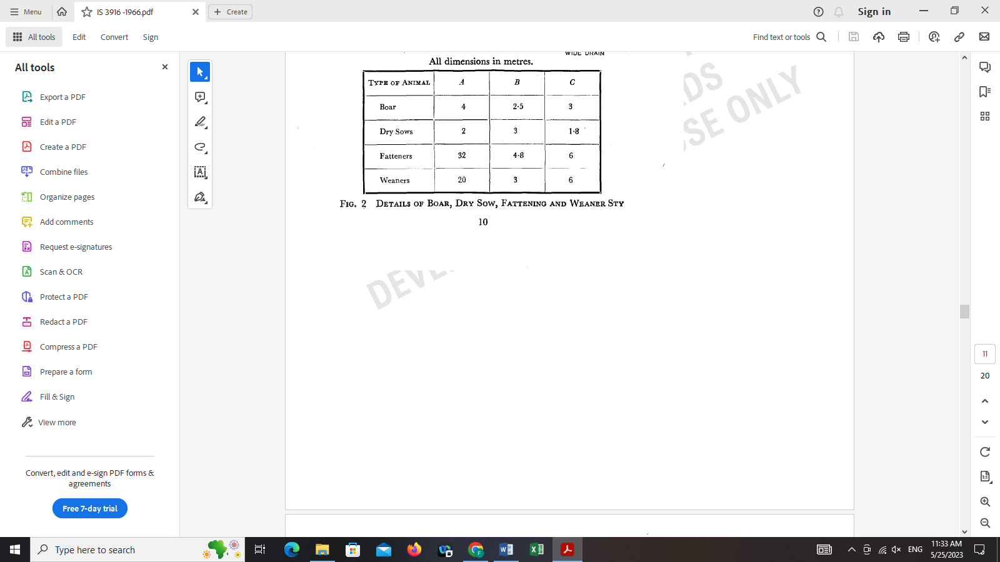 Menu
IS 3916 -1966.pdf
Create
Sign in
All tools
Edit
Convert
Sign
Find text or tools
All tools
Export a PDF
Edit a PDF
Create a PDF
Combine files
Organize pages
Add comments
Request e-signatures
Scan & OCR
Protect a PDF
Redact a PDF
Compress a PDF
Prepare a form
Fill & Sign
View more
Convert, edit and e-sign PDF forms &
agreements
Free 7-day trial
WIDE DRAIN
All dimensions in metres.
TYPE OF ANIMAL A B C
Boar 4 2·5 3
Dry Sows 2 3 1·8
Fatteners 32 4·8 6
Weaners 20 3 6
FIG. 2 DETAILS OF BOAR, DRY SOW, FATTENING AND WEANER STY
10
USE ONLY
11
20
Type here to search
ENG
11:33 AM
5/25/2023